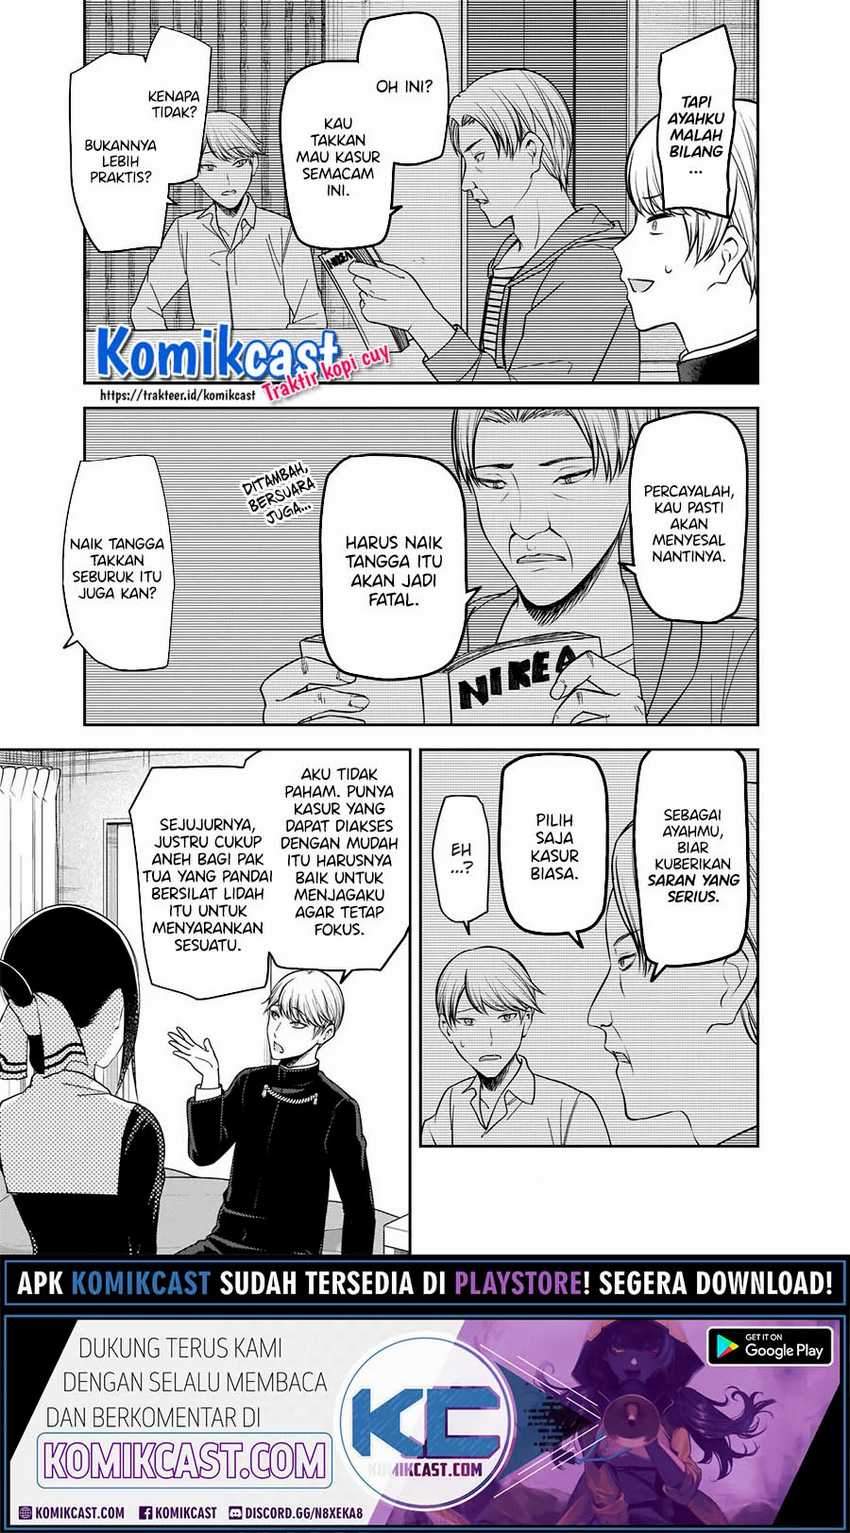 TAPI
AYAHKU
MALAH
BILANG
...
OH INI?
KAU
TAKKAN
MAU KASUR
SEMACAM
INI.
KENAPA
TIDAK?
BUKANNYA
LEBIH
PRAKTIS?
NIKEA
Komikcast
Traktir kopi cuy
https://trakteer.id/komikcast
PERCAYALAH,
KAU PASTI
AKAN
MENYESAL
NANTINYA.
HARUS NAIK
TANGGA ITU
AKAN JADI
FATAL.
DITAMBAH,
BERSUARA
JUGA...
NAIK TANGGA
TAKKAN
SEBURUK ITU
JUGA KAN?
NIKEA
SEBAGAI
AYAHMU,
BIAR
KUBERIKAN
SARAN YANG
SERIUS.
PILIH
SAJA
KASUR
BIASA.
EH
...?
AKU TIDAK
PAHAM. PUNYA
KASUR YANG
DAPAT DIAKSES
DENGAN MUDAH
ITU HARUSNYA
BAIK UNTUK
MENJAGAKU
AGAR TETAP
FOKUS.
SEJUJURNYA,
JUSTRU CUKUP
ANEH BAGI PAK
TUA YANG PANDAI
BERSILAT LIDAH
ITU UNTUK
MENYARANKAN
SESUATU.
APK KOMIKCAST SUDAH TERSEDIA DI PLAYSTORE! SEGERA DOWNLOAD!
DUKUNG TERUS KAMI
DENGAN SELALU MEMBACA
DAN BERKOMENTAR DI
KOMIKCAST.COM
KOMIKCAST.COM KOMIKCAST DISCORD.GG/N8XEKA8
KC
KOMIKCAST.COM
GET IT ON
Google Play